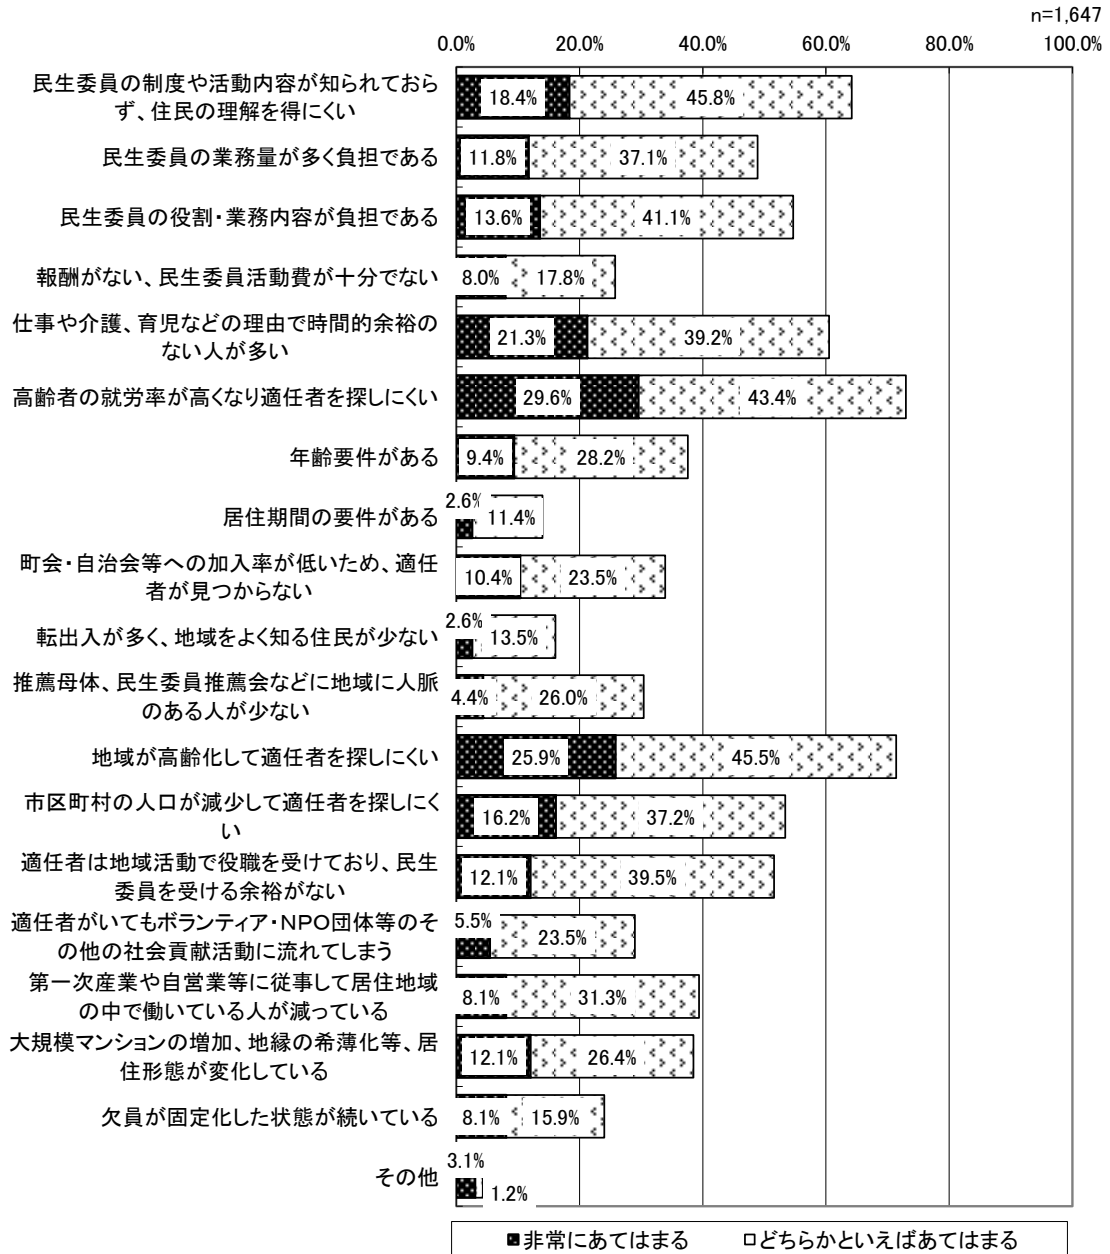 n=1,647
0.0% 20.0% 40.0% 60.0% 80.0% 100.0%
民生委員の制度や活動内容が知られておら
ず、住民の理解を得にくい
18.4% 45.8%
民生委員の業務量が多く負担である
11.8% 37.1%
民生委員の役割・業務内容が負担である
13.6% 41.1%
報酬がない、民生委員活動費が十分でない
8.0% 17.8%
仕事や介護、育児などの理由で時間的余裕の
ない人が多い
21.3% 39.2%
高齢者の就労率が高くなり適任者を探しにくい
29.6% 43.4%
年齢要件がある
9.4% 28.2%
居住期間の要件がある
2.6% 11.4%
町会・自治会等への加入率が低いため、適任
者が見つからない
10.4% 23.5%
転出入が多く、地域をよく知る住民が少ない
2.6% 13.5%
推薦母体、民生委員推薦会などに地域に人脈
のある人が少ない
4.4% 26.0%
地域が高齢化して適任者を探しにくい
25.9% 45.5%
市区町村の人口が減少して適任者を探しにく
い
16.2% 37.2%
適任者は地域活動で役職を受けており、民生
委員を受ける余裕がない
12.1% 39.5%
適任者がいてもボランティア・NPO団体等のそ
の他の社会貢献活動に流れてしまう
5.5% 23.5%
第一次産業や自営業等に従事して居住地域
の中で働いている人が減っている
8.1% 31.3%
大規模マンションの増加、地縁の希薄化等、居
住形態が変化している
12.1% 26.4%
欠員が固定化した状態が続いている
8.1% 15.9%
その他
3.1% 1.2%
非常にあてはまる どちらかといえばあてはまる